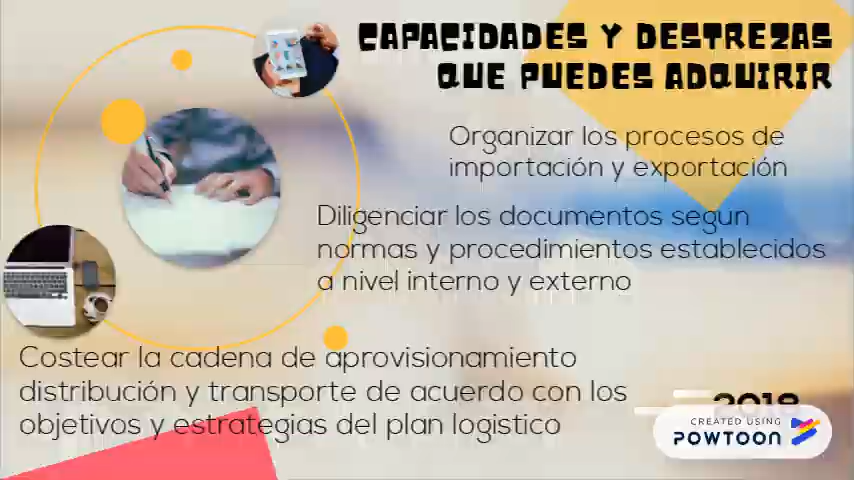 CAPACIDADES Y DESTREZAS
QUE PUEDES ADQUIRIR
Organizar los procesos de
importación y exportación
Diligenciar los documentos segun
normas y procedimientos establecidos
a nivel interno y externo
Costear la cadena de aprovisionamiento
distribución y transporte de acuerdo con los
objetivos y estrategias del plan logistico
2018
CREATED USING
POWTOON